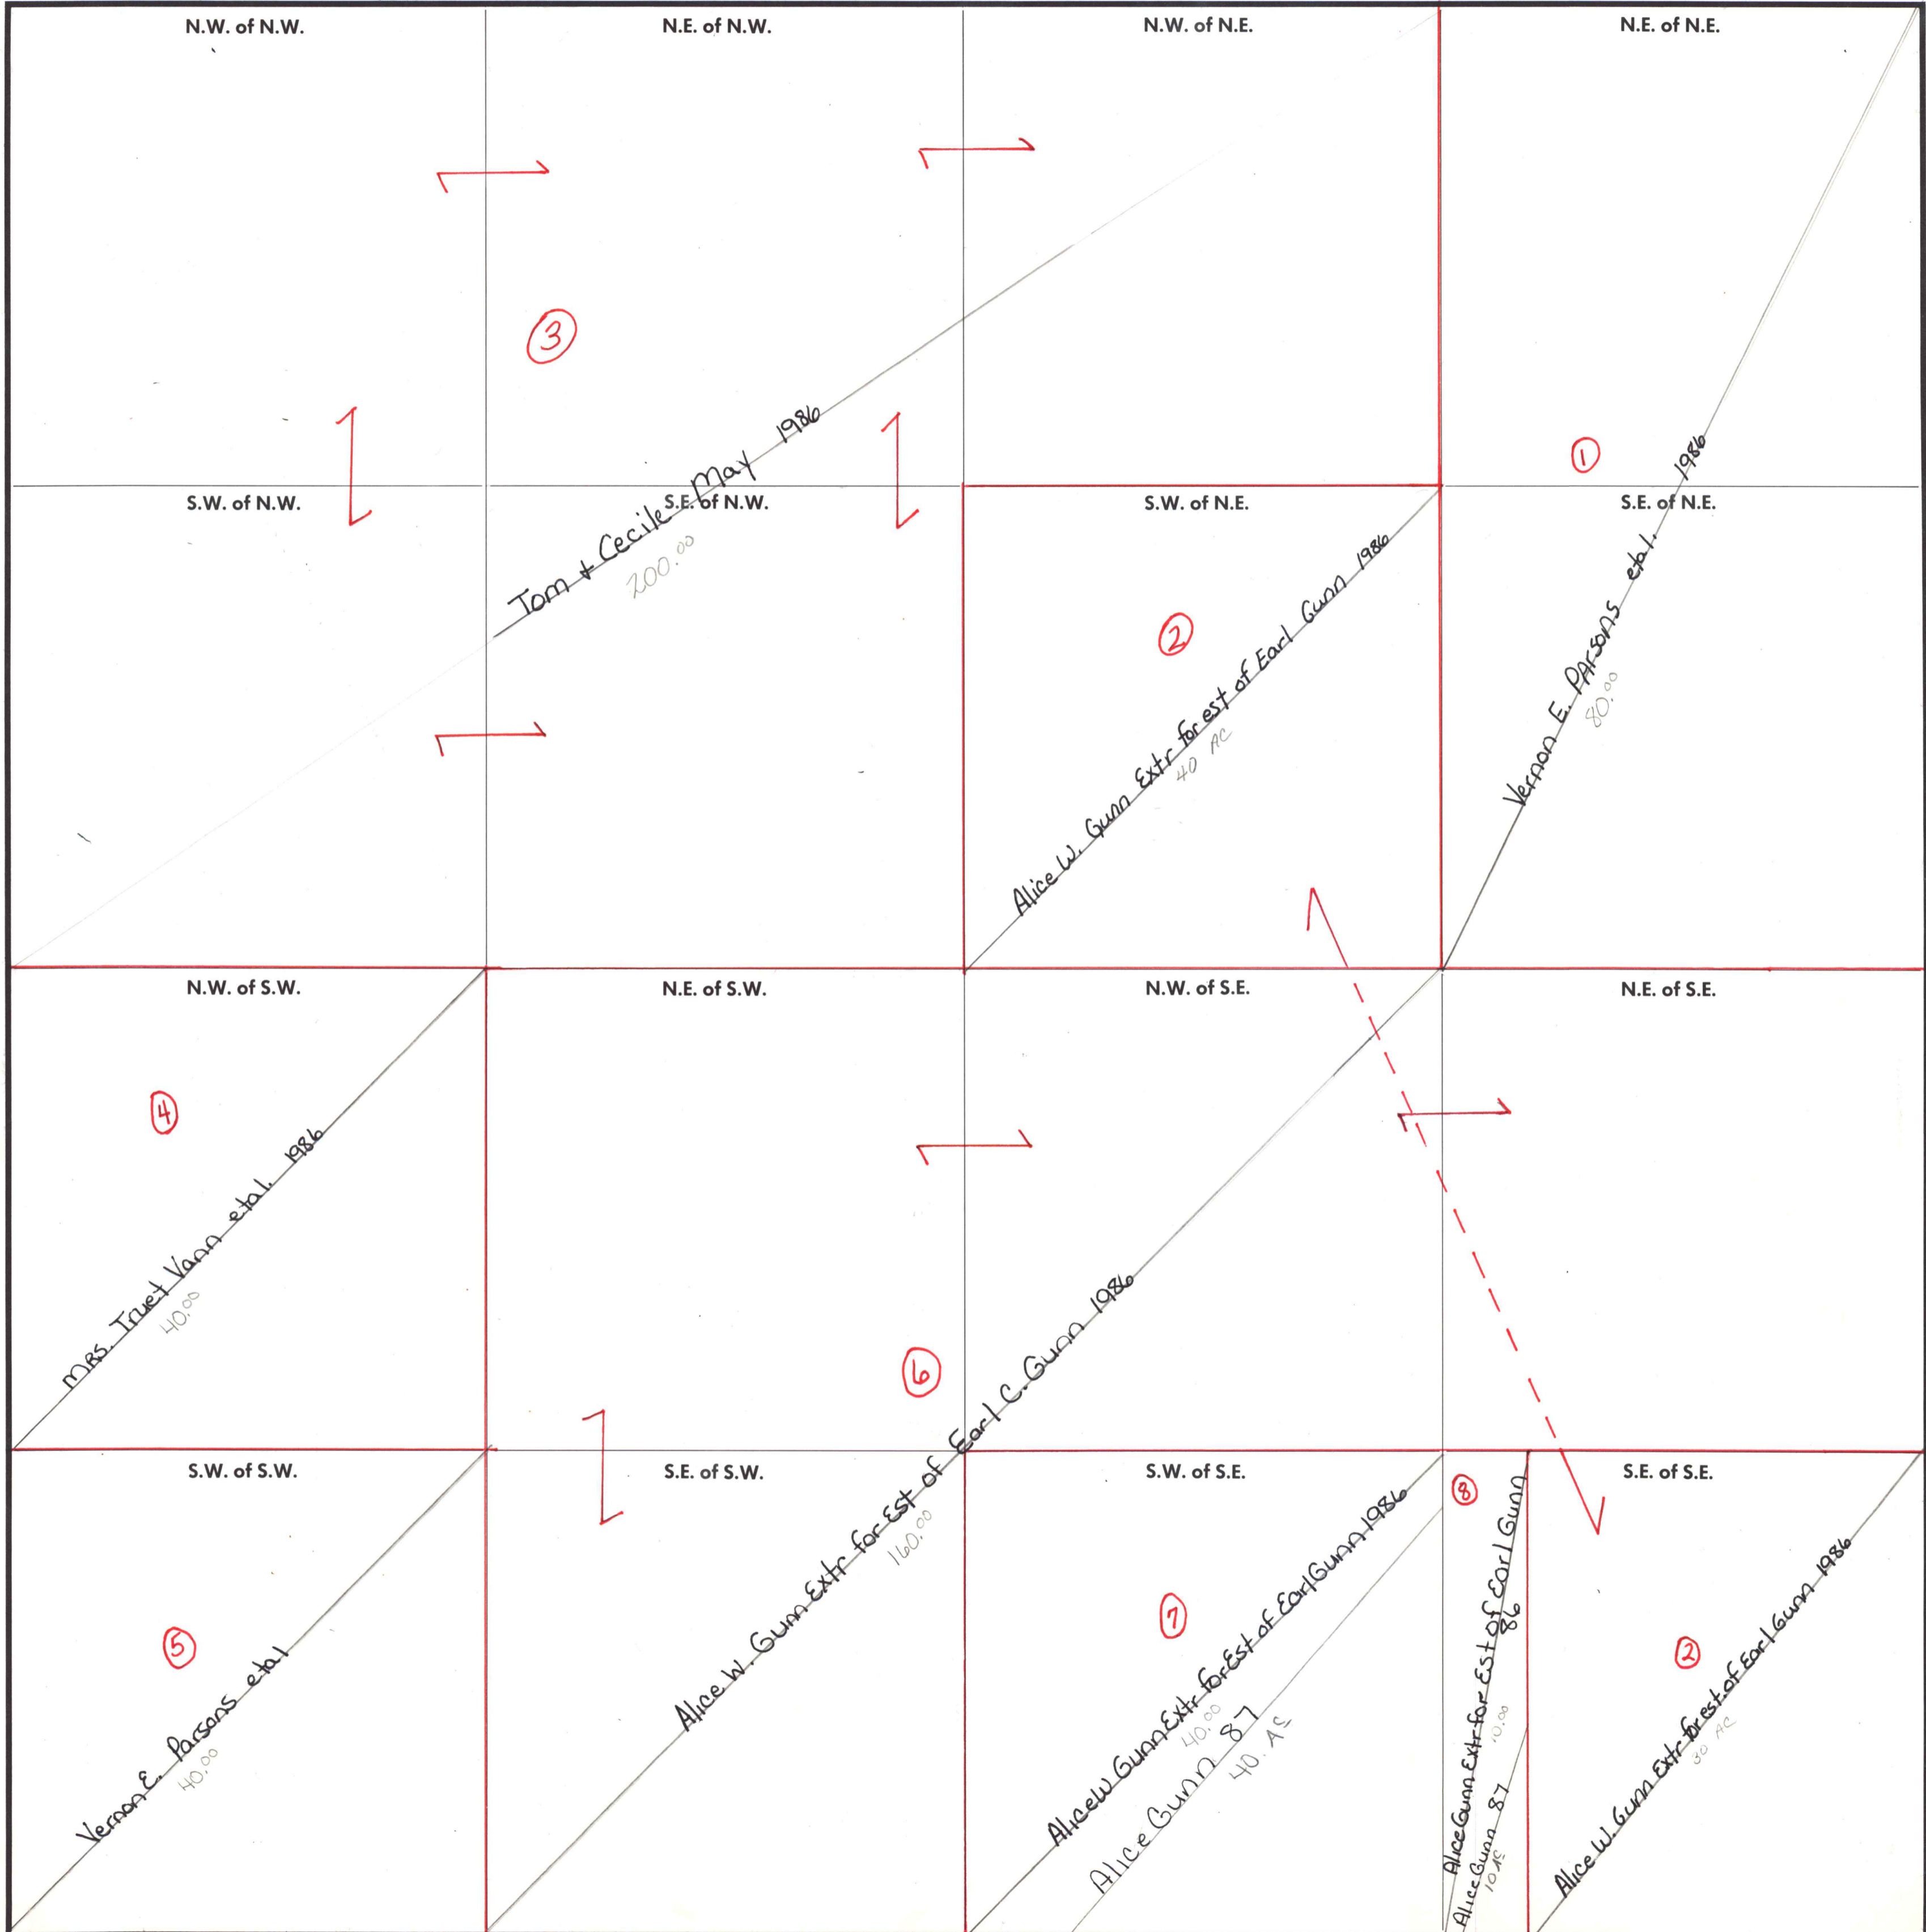 N.W. of N.W.
N.E. of N.W.
N.W. of N.E.
N.E. of N.E.
3
Tom & Cecile May 1986
200.00
1
Vernon E. Parsons etal. 1986
80.00
S.W. of N.W.
S.E. of N.W.
S.W. of N.E.
S.E. of N.E.
2
Alice W. Gunn Extr for est of Earl Gunn 1986
40 AC
N.W. of S.W.
N.E. of S.W.
N.W. of S.E.
N.E. of S.E.
4
Mrs. Truet Vann etal. 1986
40.00
6
Alice W. Gunn Extr for Est of Earl C. Gunn 1986
160.00
S.W. of S.W.
S.E. of S.W.
S.W. of S.E.
S.E. of S.E.
5
Vernon E. Parsons etal
40.00
7
Alice W Gunn Extr for Est of Earl Gunn 1986
40.00
Alice Gunn 87
40. Ac
8
Alice Gunn Extr for Est of Earl Gunn
86
10.00
Alice Gunn 87
10 Ac
2
Alice W. Gunn Extr for est. of Earl Gunn 1986
30 AC